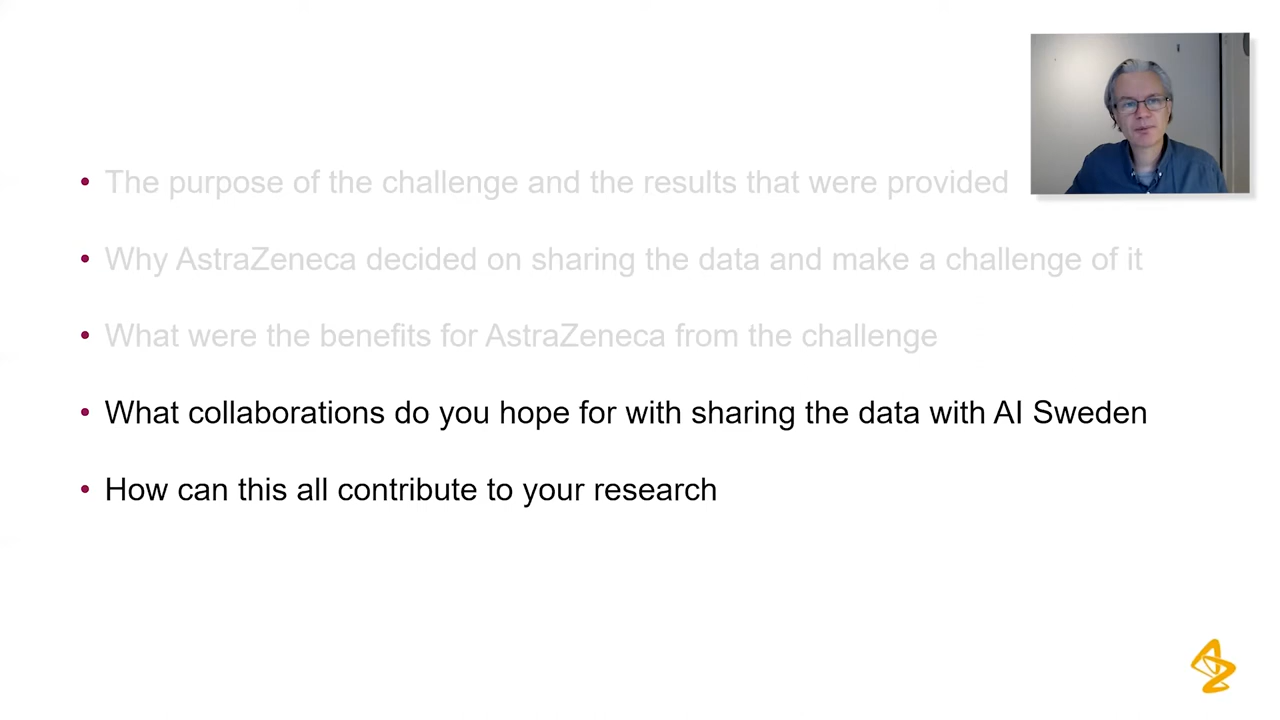 • The purpose of the challenge and the results that were provided
• Why AstraZeneca decided on sharing the data and make a challenge of it
• What were the benefits for AstraZeneca from the challenge
• What collaborations do you hope for with sharing the data with AI Sweden
• How can this all contribute to your research